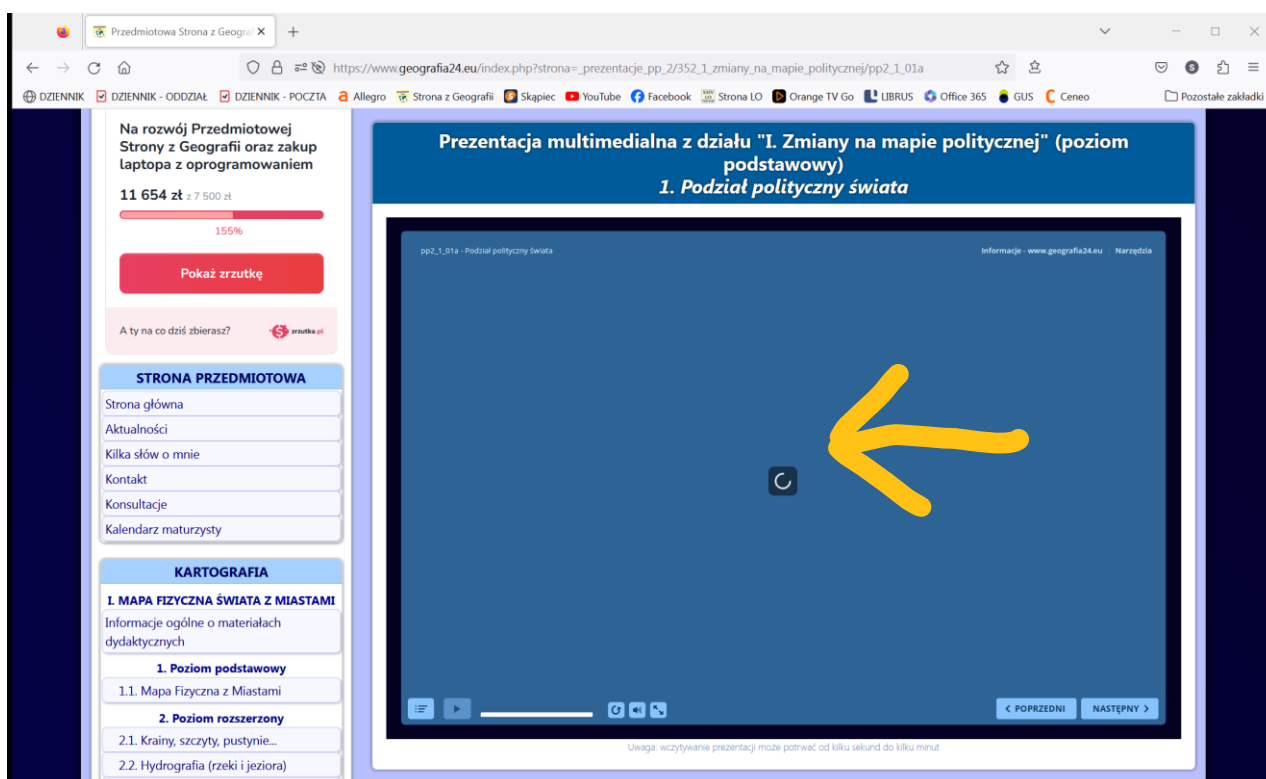 Przedmiotowa Strona z Geograf
https://www.geografia24.eu/index.php?strona=_prezentacje_pp_2/352_1_zmiany_na_mapie_politycznej/pp2_1_01a
S
DZIENNIK DZIENNIK - ODDZIAŁ DZIENNIK - POCZTA Allegro Strona z Geografii Skąpiec YouTube Facebook Strona LO Orange TV Go LIBRUS Office 365 GUS Ceneo Pozostałe zakładki
Na rozwój Przedmiotowej
Strony z Geografii oraz zakup
laptopa z oprogramowaniem
11 654 zł z 7 500 zł
155%
Pokaż zrzutkę
A ty na co dziś zbierasz? zrzutka.pl
STRONA PRZEDMIOTOWA
Strona główna
Aktualności
Kilka słów o mnie
Kontakt
Konsultacje
Kalendarz maturzysty
KARTOGRAFIA
I. MAPA FIZYCZNA ŚWIATA Z MIASTAMI
Informacje ogólne o materiałach
dydaktycznych
1. Poziom podstawowy
1.1. Mapa Fizyczna z Miastami
2. Poziom rozszerzony
2.1. Krainy, szczyty, pustynie...
2.2. Hydrografia (rzeki i jeziora)
Prezentacja multimedialna z działu "I. Zmiany na mapie politycznej" (poziom
podstawowy)
1. Podział polityczny świata
pp2_1_01a - Podział polityczny świata
Informacje - www.geografia24.eu Narzędzia
POPRZEDNI NASTĘPNY
Uwaga: wczytywanie prezentacji może potrwać od kilku sekund do kilku minut